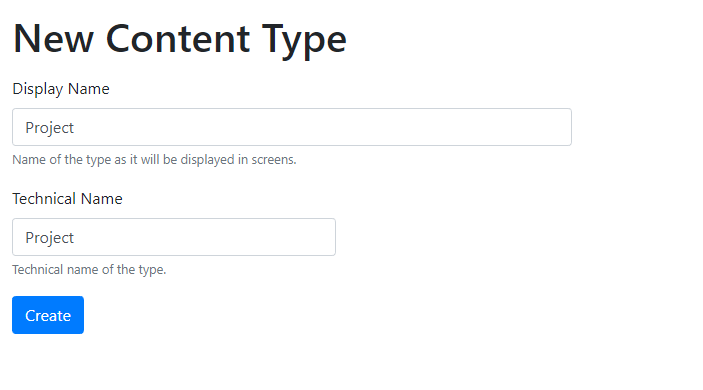 New Content Type
Display Name
Project
Name of the type as it will be displayed in screens.
Technical Name
Project
Technical name of the type.
Create